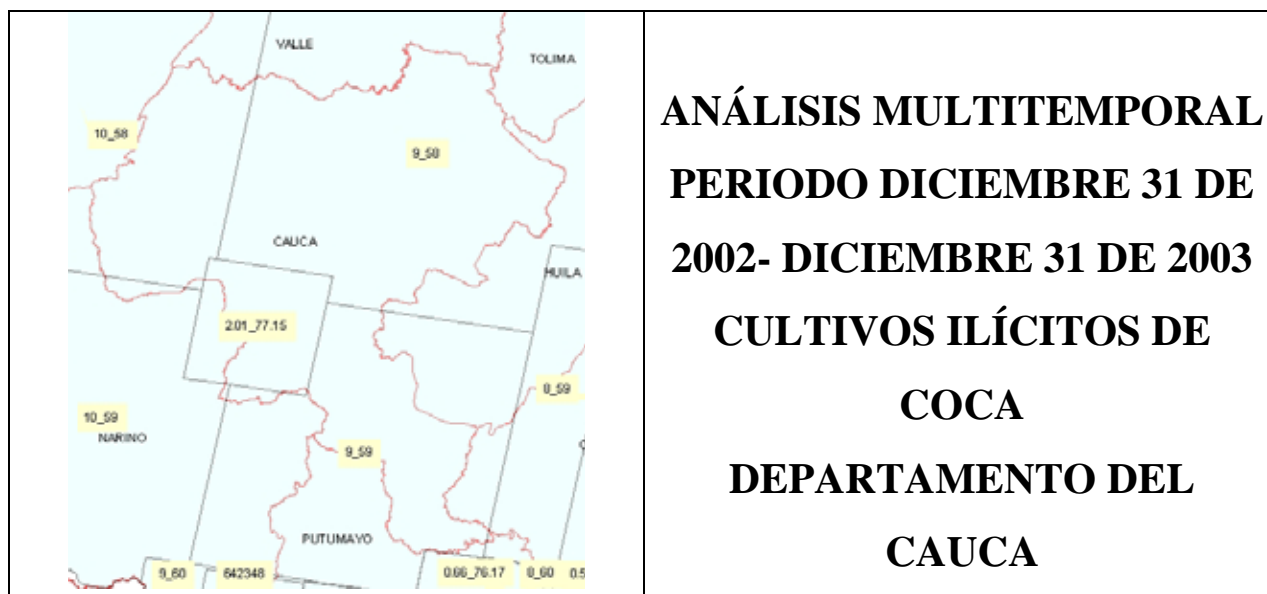 VALLE
TOLIMA
10_58
9_58
CAUCA
HUILA
2.01_77.15
8_59
10_59
NARINO
9_59
PUTUMAYO
9_60
642348
0.66_76.17
8_60
0.5
ANÁLISIS MULTITEMPORAL
PERIODO DICIEMBRE 31 DE
2002- DICIEMBRE 31 DE 2003
CULTIVOS ILÍCITOS DE
COCA
DEPARTAMENTO DEL
CAUCA